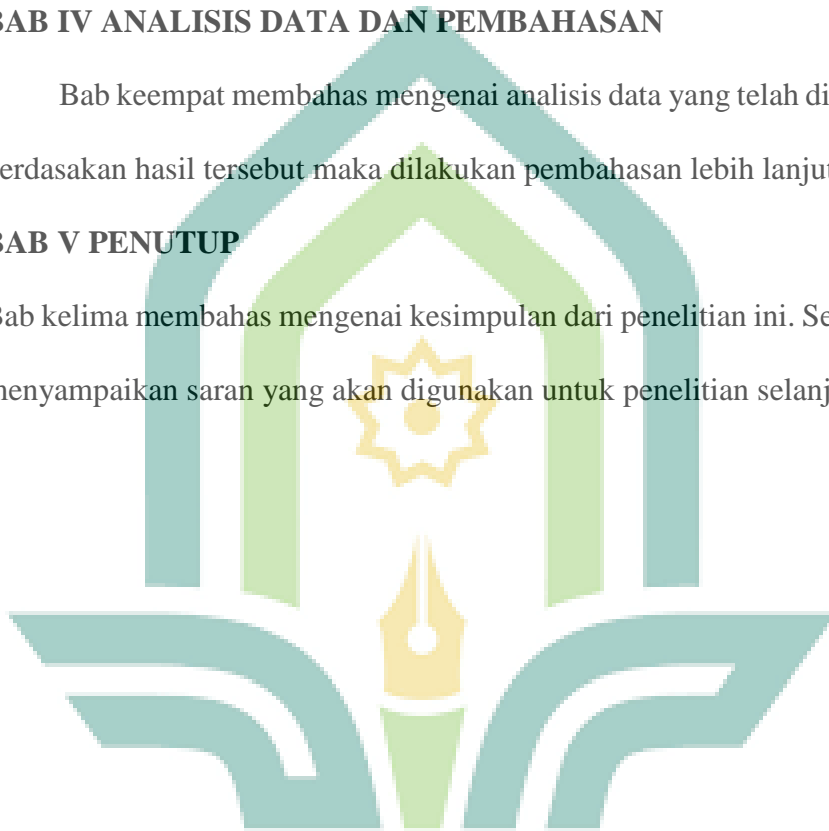 BAB IV ANALISIS DATA DAN PEMBAHASAN
Bab keempat membahas mengenai analisis data yang telah di
erdasakan hasil tersebut maka dilakukan pembahasan lebih lanjut
BAB V PENUTUP
Bab kelima membahas mengenai kesimpulan dari penelitian ini. Se
menyampaikan saran yang akan digunakan untuk penelitian selanj